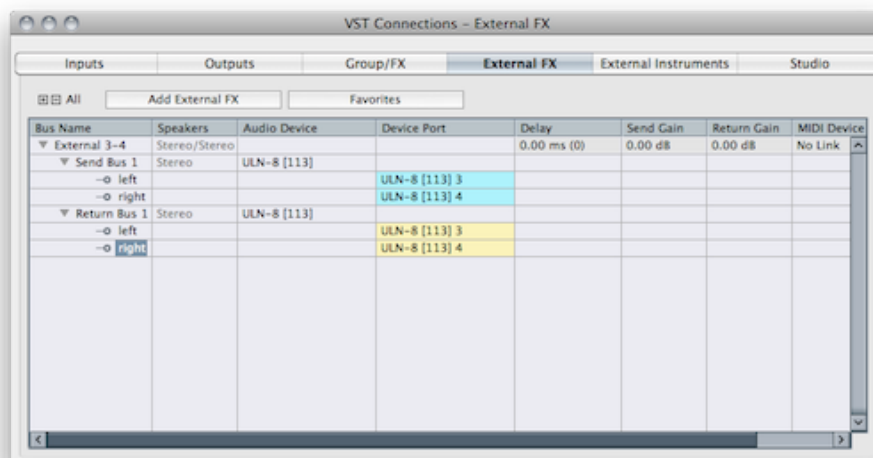 VST Connections – External FX
Inputs Outputs Group/FX External FX External Instruments Studio
All Add External FX Favorites
Bus Name Speakers Audio Device Device Port Delay Send Gain Return Gain MIDI Device
External 3–4 Stereo/Stereo 0.00 ms (0) 0.00 dB 0.00 dB No Link
Send Bus 1 Stereo ULN–8 [113]
left ULN–8 [113] 3
right ULN–8 [113] 4
Return Bus 1 Stereo ULN–8 [113]
left ULN–8 [113] 3
right ULN–8 [113] 4